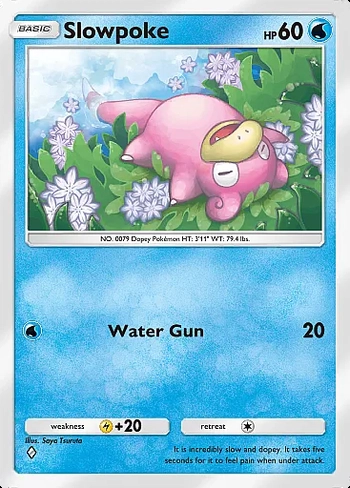 BASIC Slowpoke HP 60
NO. 0079 Dopey Pokémon HT: 3'11" WT: 79.4 lbs.
Water Gun 20
weakness +20 retreat
Illus. Saya Tsuruta
It is incredibly slow and dopey. It takes five
seconds for it to feel pain when under attack.